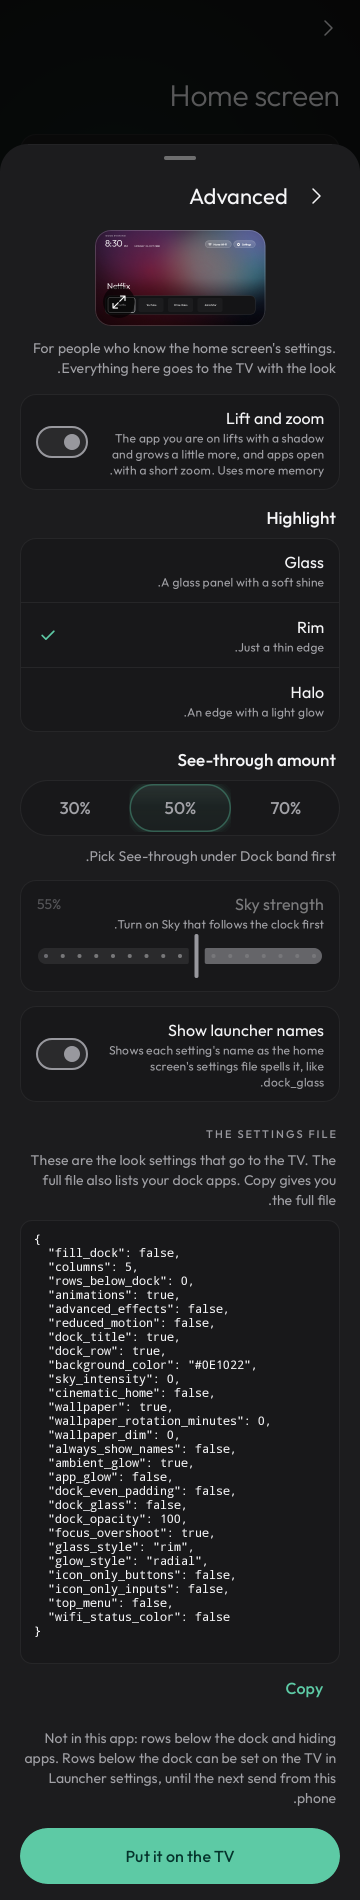 Home screen
Advanced
8:30
Settings
Netflix
For people who know the home screen's settings.
.Everything here goes to the TV with the look
Lift and zoom
The app you are on lifts with a shadow
and grows a little more, and apps open
.with a short zoom. Uses more memory
Highlight
Glass
.A glass panel with a soft shine
Rim
.Just a thin edge
Halo
.An edge with a light glow
See-through amount
30% 50% 70%
.Pick See-through under Dock band first
Sky strength 55%
.Turn on Sky that follows the clock first
Show launcher names
Shows each setting's name as the home
screen's settings file spells it, like
.dock_glass
THE SETTINGS FILE
These are the look settings that go to the TV. The
full file also lists your dock apps. Copy gives you
.the full file
{
  "fill_dock": false,
  "columns": 5,
  "rows_below_dock": 0,
  "animations": true,
  "advanced_effects": false,
  "reduced_motion": false,
  "dock_title": true,
  "dock_row": true,
  "background_color": "#0E1022",
  "sky_intensity": 0,
  "cinematic_home": false,
  "wallpaper": true,
  "wallpaper_rotation_minutes": 0,
  "wallpaper_dim": 0,
  "always_show_names": false,
  "ambient_glow": true,
  "app_glow": false,
  "dock_even_padding": false,
  "dock_glass": false,
  "dock_opacity": 100,
  "focus_overshoot": true,
  "glass_style": "rim",
  "glow_style": "radial",
  "icon_only_buttons": false,
  "icon_only_inputs": false,
  "top_menu": false,
  "wifi_status_color": false
}
Copy
Not in this app: rows below the dock and hiding
apps. Rows below the dock can be set on the TV in
Launcher settings, until the next send from this
.phone
Put it on the TV